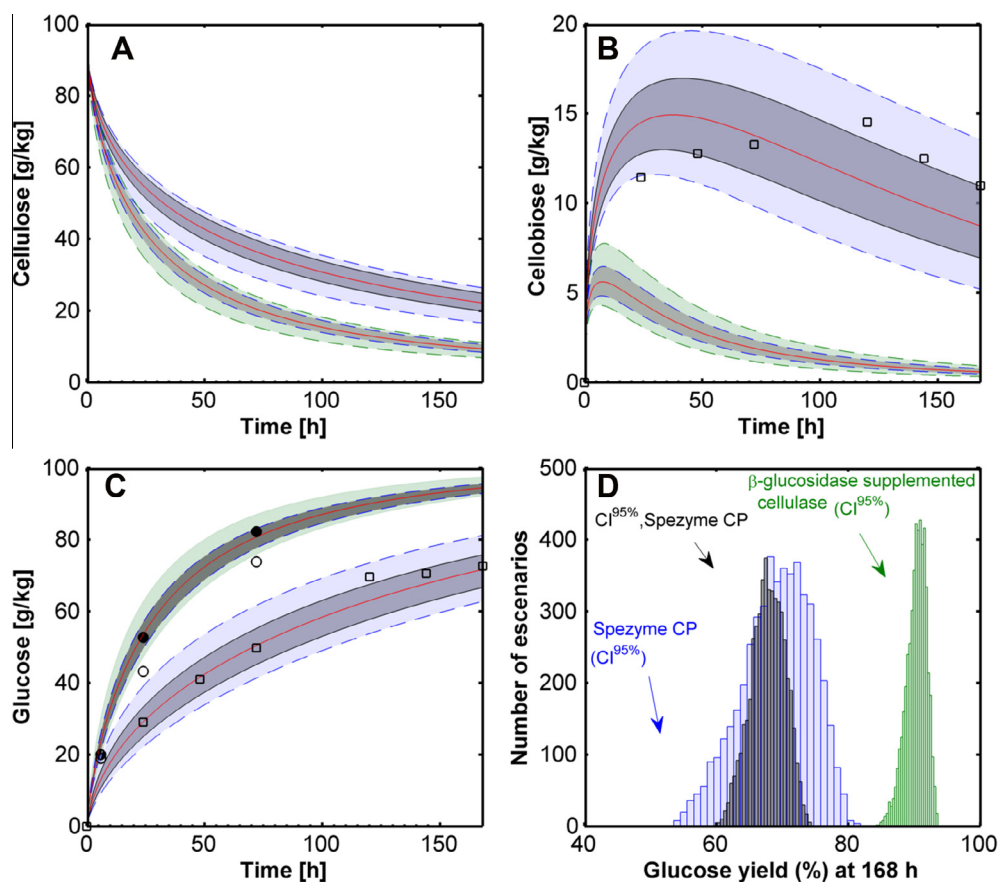 A
100
80
60
40
20
0
Cellulose [g/kg]
0 50 100 150
Time [h]
B
20
15
10
5
0
Cellobiose [g/kg]
0 50 100 150
Time [h]
C
100
80
60
40
20
0
Glucose [g/kg]
0 50 100 150
Time [h]
D
500
400
300
200
100
0
Number of escenarios
β-glucosidase supplemented
cellulase (CI95%)
CI95%,Spezyme CP
Spezyme CP
(CI95%)
40 60 80 100
Glucose yield (%) at 168 h